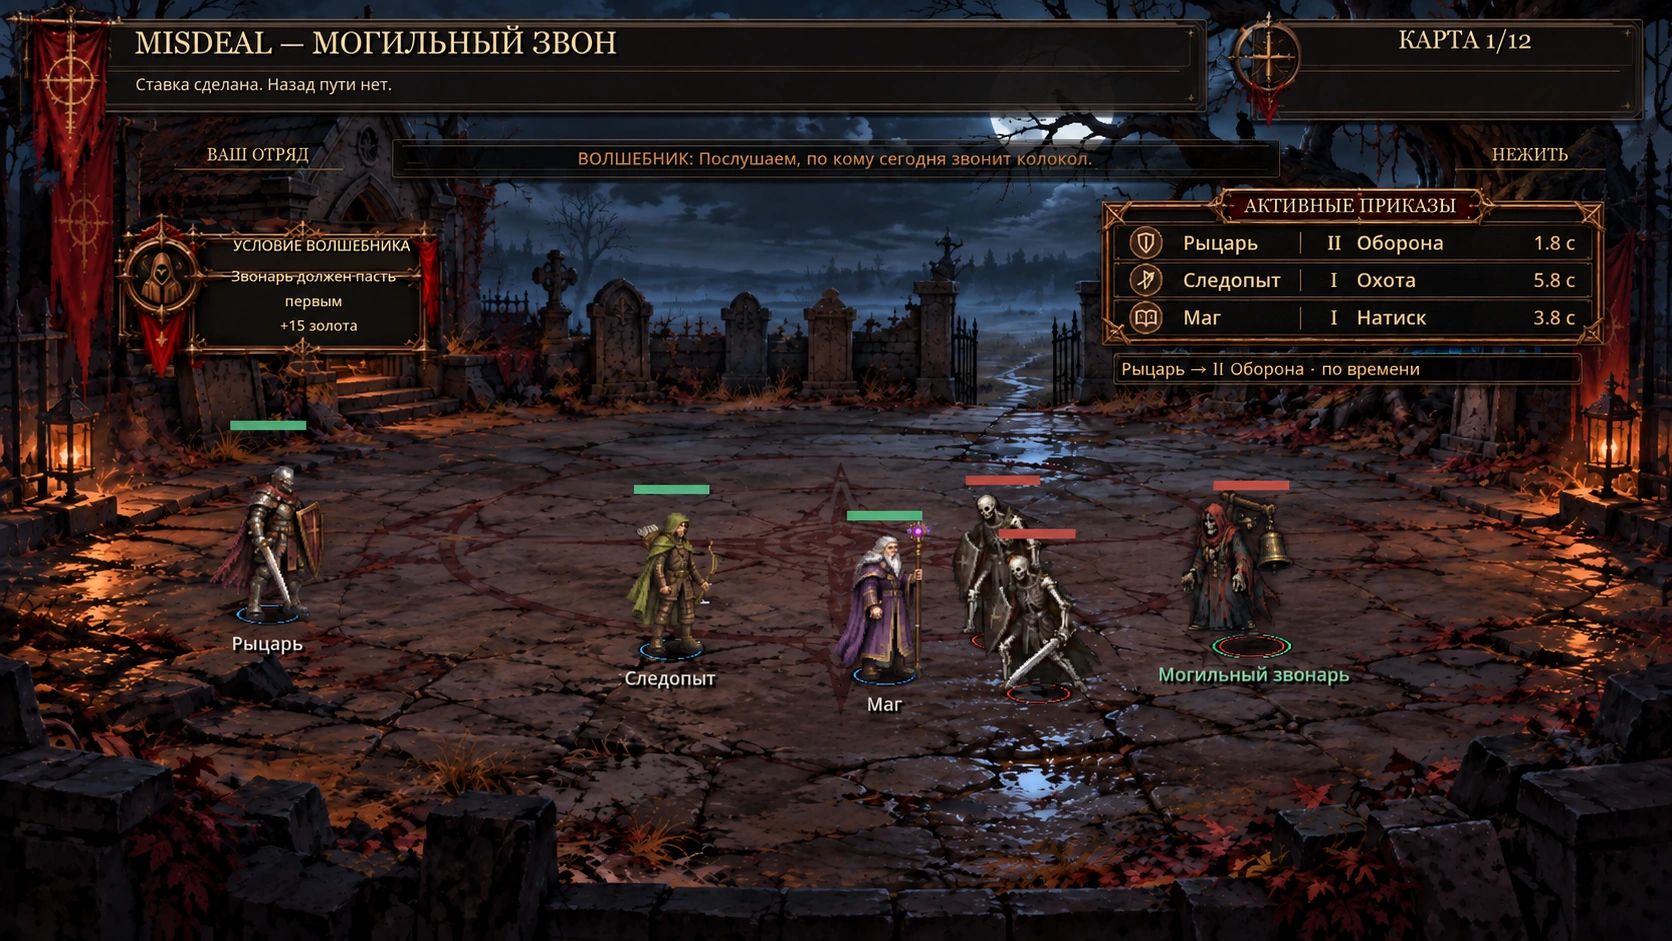 MISDEAL — МОГИЛЬНЫЙ ЗВОН
Ставка сделана. Назад пути нет.
КАРТА 1/12
ВАШ ОТРЯД
ВОЛШЕБНИК: Послушаем, по кому сегодня звонит колокол.
НЕЖИТЬ
УСЛОВИЕ ВОЛШЕБНИКА
Звонарь должен пасть
первым
+15 золота
АКТИВНЫЕ ПРИКАЗЫ
Рыцарь II Оборона 1.8 с
Следопыт I Охота 5.8 с
Маг I Натиск 3.8 с
Рыцарь → II Оборона · по времени
Рыцарь
Следопыт
Маг
Могильный звонарь